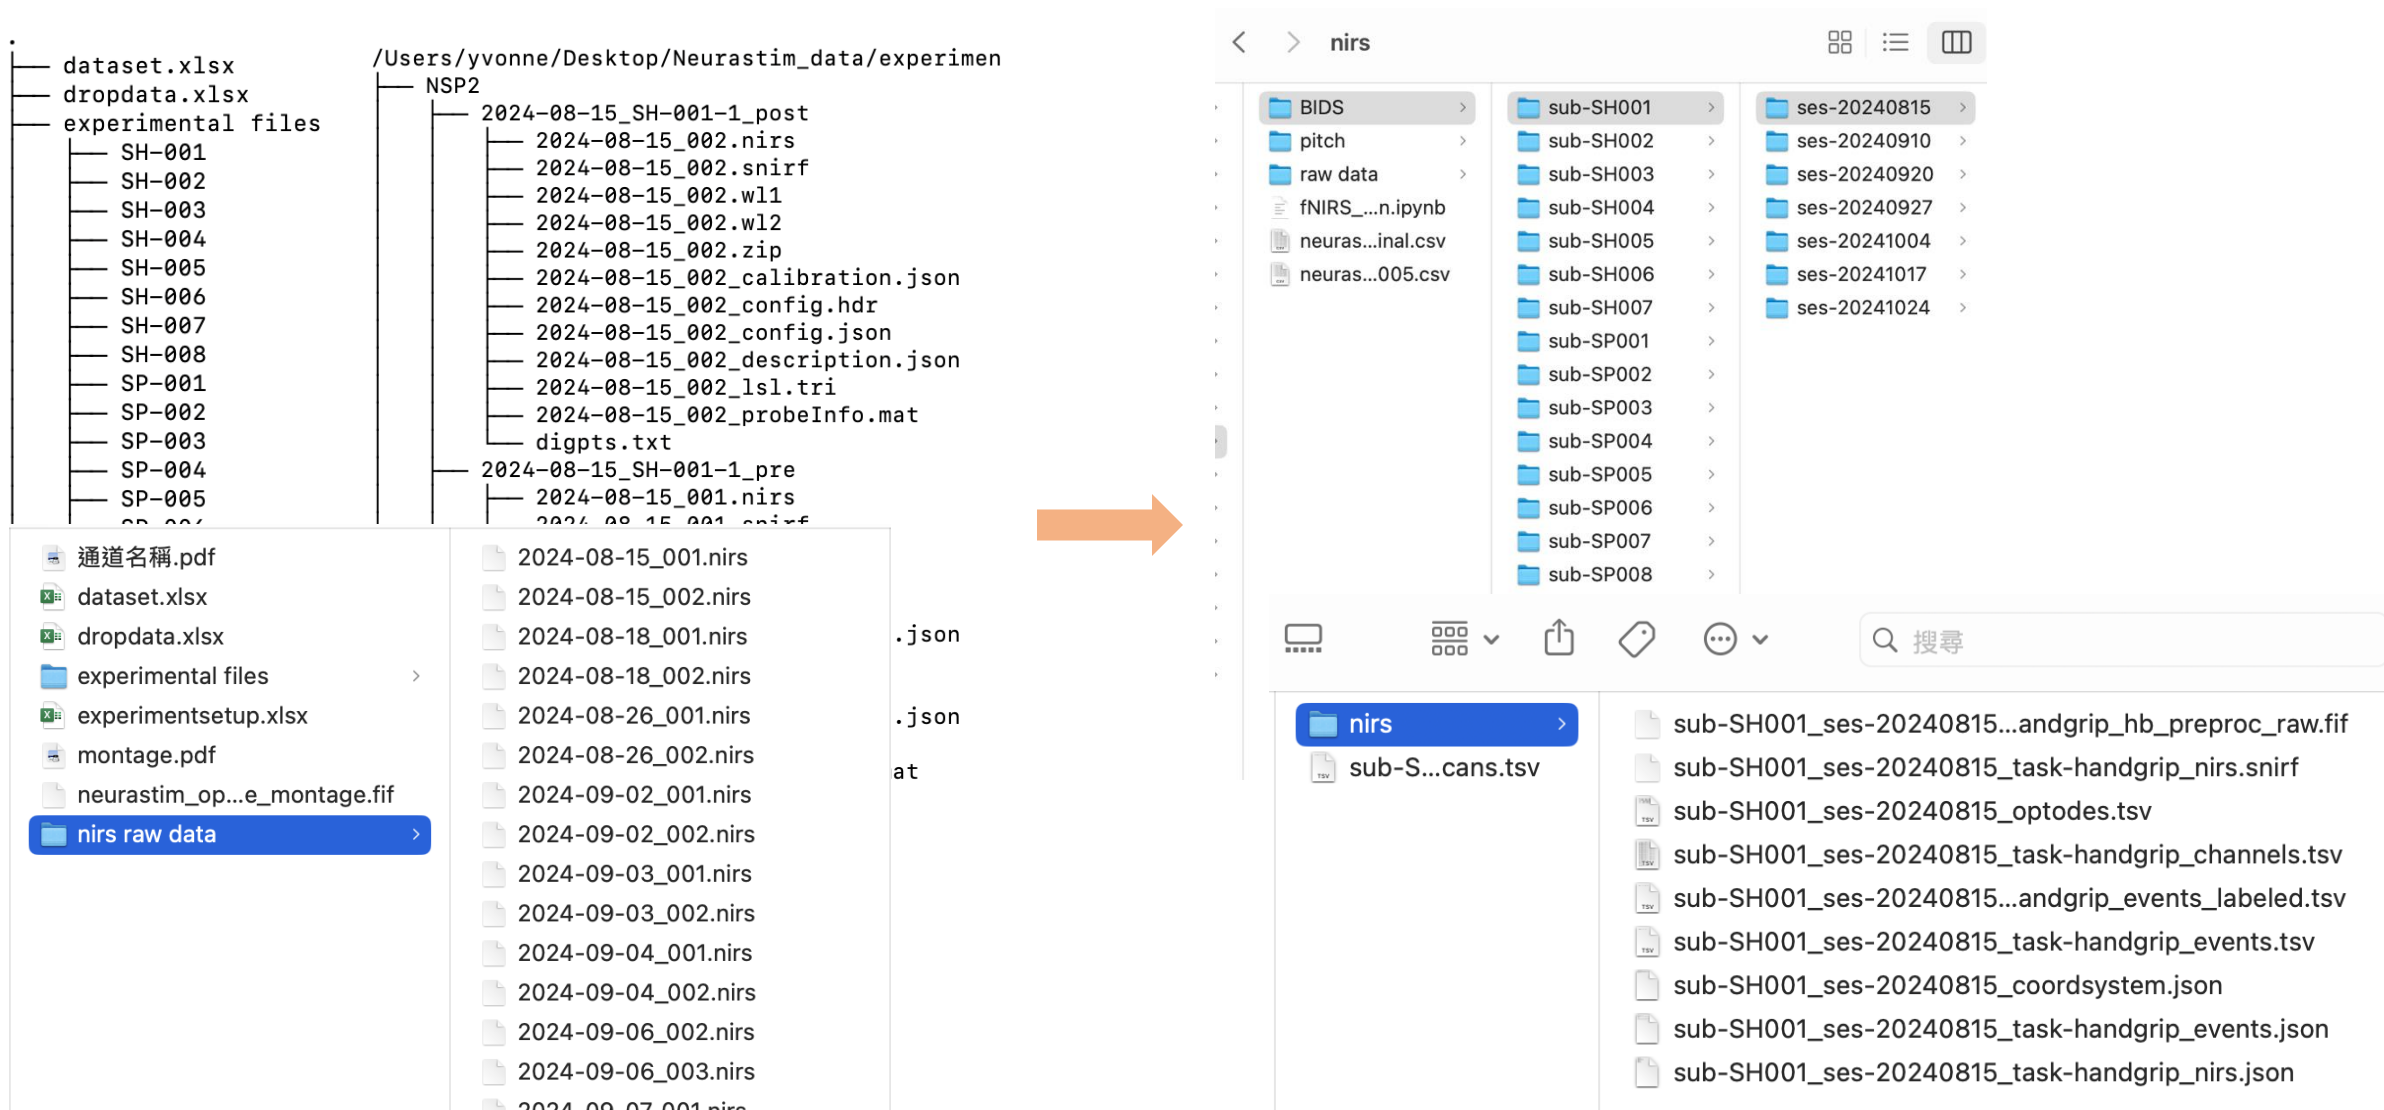 .
dataset.xlsx
dropdata.xlsx
experimental files
SH-001
SH-002
SH-003
SH-004
SH-005
SH-006
SH-007
SH-008
SP-001
SP-002
SP-003
SP-004
SP-005
/Users/yvonne/Desktop/Neurastim_data/experimen
NSP2
2024-08-15_SH-001-1_post
2024-08-15_002.nirs
2024-08-15_002.snirf
2024-08-15_002.wl1
2024-08-15_002.wl2
2024-08-15_002.zip
2024-08-15_002_calibration.json
2024-08-15_002_config.hdr
2024-08-15_002_config.json
2024-08-15_002_description.json
2024-08-15_002_lsl.tri
2024-08-15_002_probeInfo.mat
digpts.txt
2024-08-15_SH-001-1_pre
2024-08-15_001.nirs
2024-08-15_001.snirf
.json
.json
at
通道名稱.pdf
dataset.xlsx
dropdata.xlsx
experimental files
experimentsetup.xlsx
montage.pdf
neurastim_op...e_montage.fif
nirs raw data
2024-08-15_001.nirs
2024-08-15_002.nirs
2024-08-18_001.nirs
2024-08-18_002.nirs
2024-08-26_001.nirs
2024-08-26_002.nirs
2024-09-02_001.nirs
2024-09-02_002.nirs
2024-09-03_001.nirs
2024-09-03_002.nirs
2024-09-04_001.nirs
2024-09-04_002.nirs
2024-09-06_002.nirs
2024-09-06_003.nirs
2024-09-07_001.nirs
nirs
BIDS
pitch
raw data
fNIRS_...n.ipynb
neuras...inal.csv
neuras...005.csv
sub-SH001
sub-SH002
sub-SH003
sub-SH004
sub-SH005
sub-SH006
sub-SH007
sub-SP001
sub-SP002
sub-SP003
sub-SP004
sub-SP005
sub-SP006
sub-SP007
sub-SP008
ses-20240815
ses-20240910
ses-20240920
ses-20240927
ses-20241004
ses-20241017
ses-20241024
搜尋
nirs
sub-S...cans.tsv
sub-SH001_ses-20240815...andgrip_hb_preproc_raw.fif
sub-SH001_ses-20240815_task-handgrip_nirs.snirf
sub-SH001_ses-20240815_optodes.tsv
sub-SH001_ses-20240815_task-handgrip_channels.tsv
sub-SH001_ses-20240815...andgrip_events_labeled.tsv
sub-SH001_ses-20240815_task-handgrip_events.tsv
sub-SH001_ses-20240815_coordsystem.json
sub-SH001_ses-20240815_task-handgrip_events.json
sub-SH001_ses-20240815_task-handgrip_nirs.json